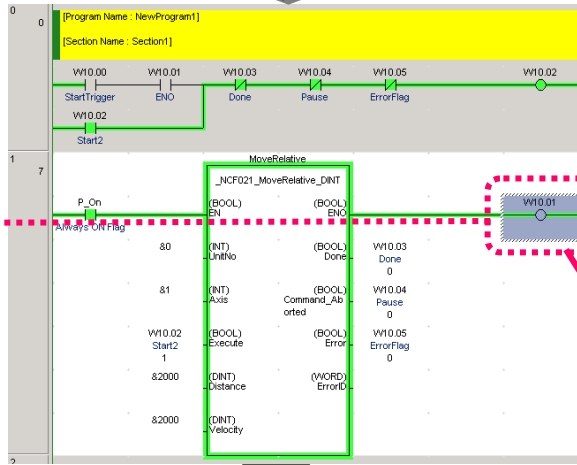 0
0
[Program Name : NewProgram1]
[Section Name : Section1]
W10.00 W10.01 W10.03 W10.04 W10.05 W10.02
StartTrigger ENO Done Pause ErrorFlag
W10.02
Start2
1
7
MoveRelative
_NCF021_MoveRelative_DINT
P_On (BOOL) (BOOL) W10.01
EN ENO
Always ON Flag
&0 (INT) (BOOL) W10.03
UnitNo Done Done
0
&1 (INT) (BOOL) W10.04
Axis Command_Ab Pause
orted 0
W10.02 (BOOL) (BOOL) W10.05
Start2 Execute Error ErrorFlag
1 0
&2000 (DINT) (WORD)
Distance ErrorID
&2000 (DINT)
Velocity
2